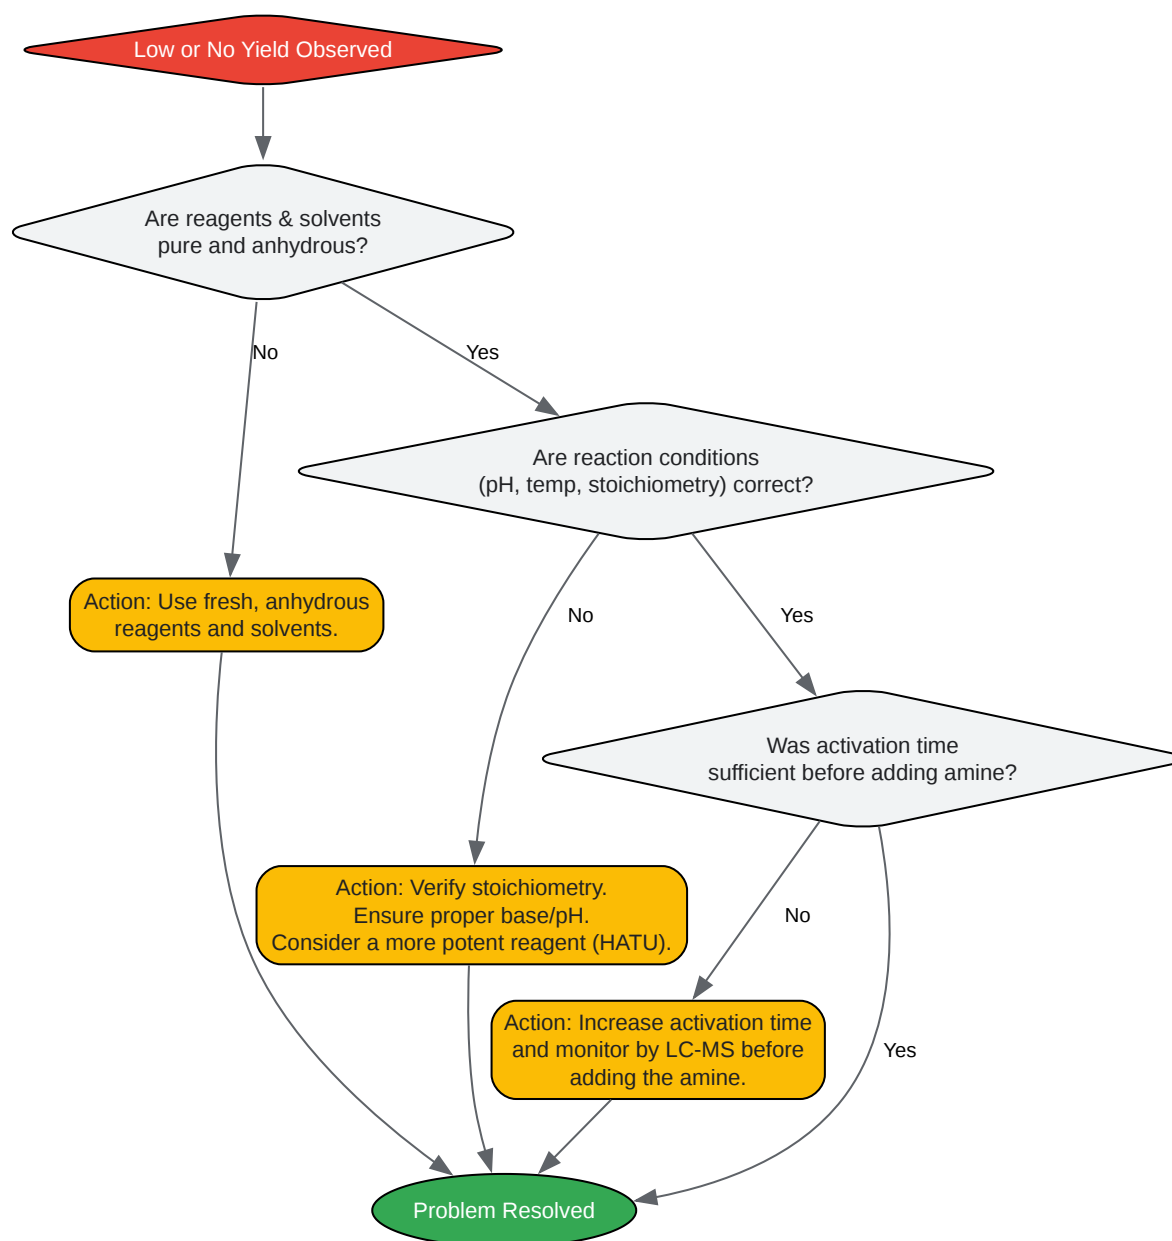 Low or No Yield Observed
Are reagents & solvents
pure and anhydrous?
No
Yes
Are reaction conditions
(pH, temp, stoichiometry) correct?
Action: Use fresh, anhydrous
reagents and solvents.
No
Yes
Was activation time
sufficient before adding amine?
Action: Verify stoichiometry.
Ensure proper base/pH.
Consider a more potent reagent (HATU).
No
Action: Increase activation time
and monitor by LC-MS before
adding the amine.
Yes
Problem Resolved